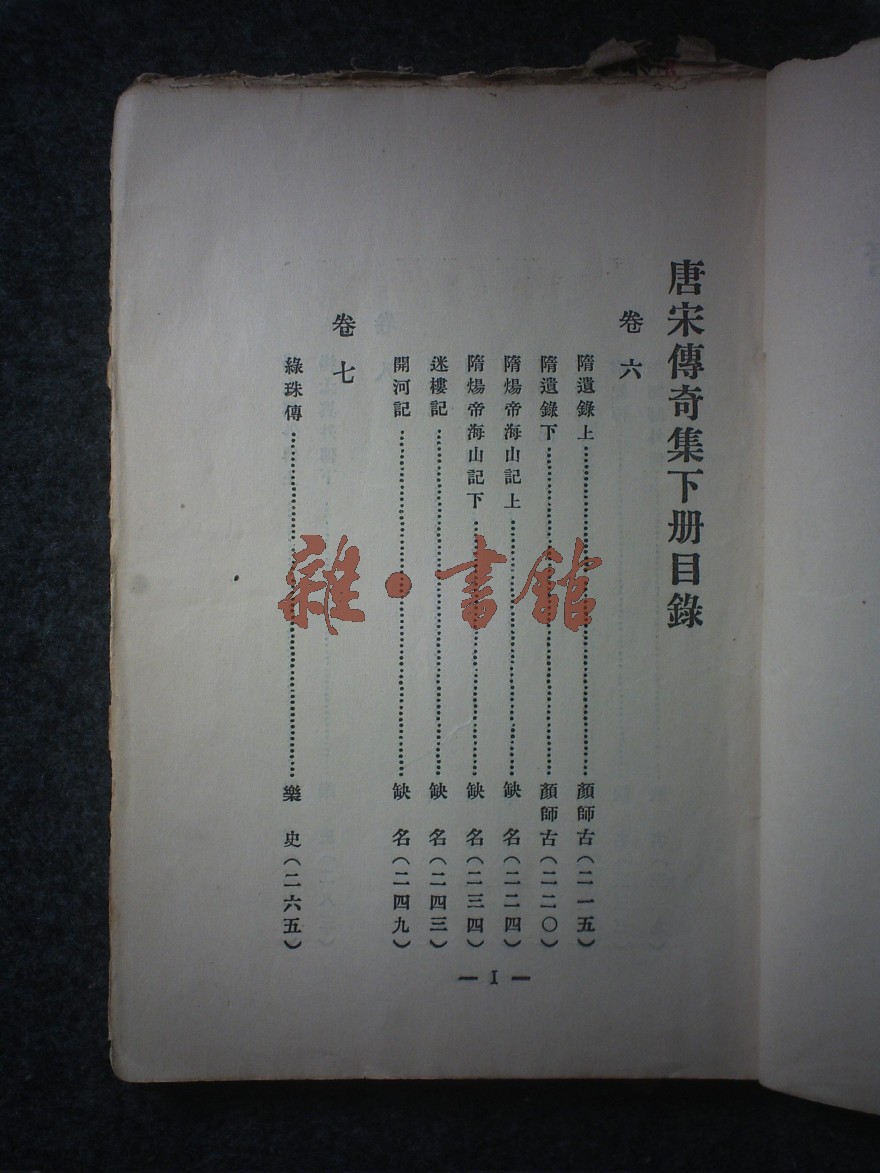 唐宋傳奇集下册目錄
卷六
隋遺錄上……顏師古(二一五)
隋遺錄下……顏師古(二二〇)
隋煬帝海山記上……缺名(二二四)
隋煬帝海山記下……缺名(二三四)
迷樓記……缺名(二四三)
開河記……缺名(二四九)
卷七
綠珠傳……樂史(二六五)
— I —
雜·書館